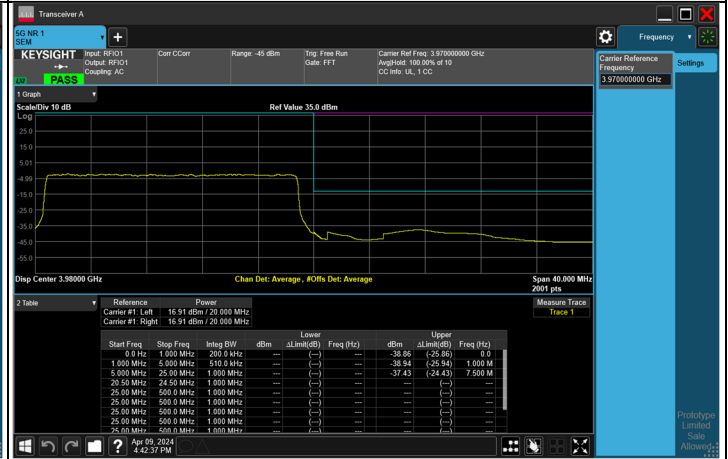 Transceiver A
5G NR 1
SEM
Frequency
KEYSIGHT
LXI
PASS
Input: RFIO1
Output: RFIO1
Coupling: AC
Corr CCorr
Range: -45 dBm
Trig: Free Run
Gate: FFT
Carrier Ref Freq: 3.970000000 GHz
Avg|Hold: 100.00% of 10
CC Info: UL, 1 CC
Carrier Reference
Frequency
3.970000000 GHz
Settings
1 Graph
Scale/Div 10 dB
Ref Value 35.0 dBm
Log
25.0
15.0
5.01
-4.99
-15.0
-25.0
-35.0
-45.0
-55.0
Disp Center 3.98000 GHz
Chan Det: Average , #Offs Det: Average
Span 40.000 MHz
2001 pts
2 Table
Reference Power
Carrier #1: Left 16.91 dBm / 20.000 MHz
Carrier #1: Right 16.91 dBm / 20.000 MHz
Measure Trace
Trace 1
Lower Upper
Start Freq Stop Freq Integ BW dBm ΔLimit(dB) Freq (Hz) dBm ΔLimit(dB) Freq (Hz)
0.0 Hz 1.000 MHz 200.0 kHz --- (---) --- -38.86 (-25.86) 0.0
1.000 MHz 5.000 MHz 510.0 kHz --- (---) --- -38.94 (-25.94) 1.000 M
5.000 MHz 25.00 MHz 1.000 MHz --- (---) --- -37.43 (-24.43) 7.500 M
20.50 MHz 24.50 MHz 1.000 MHz --- (---) --- --- (---) ---
25.00 MHz 500.0 MHz 1.000 MHz --- (---) --- --- (---) ---
25.00 MHz 500.0 MHz 1.000 MHz --- (---) --- --- (---) ---
25.00 MHz 500.0 MHz 1.000 MHz --- (---) --- --- (---) ---
25.00 MHz 500.0 MHz 1.000 MHz --- (---) --- --- (---) ---
25.00 MHz 500.0 MHz 1.000 MHz --- (---) --- --- (---) ---
Apr 09, 2024
4:42:37 PM
Prototype
Limited
Sale
Allowed